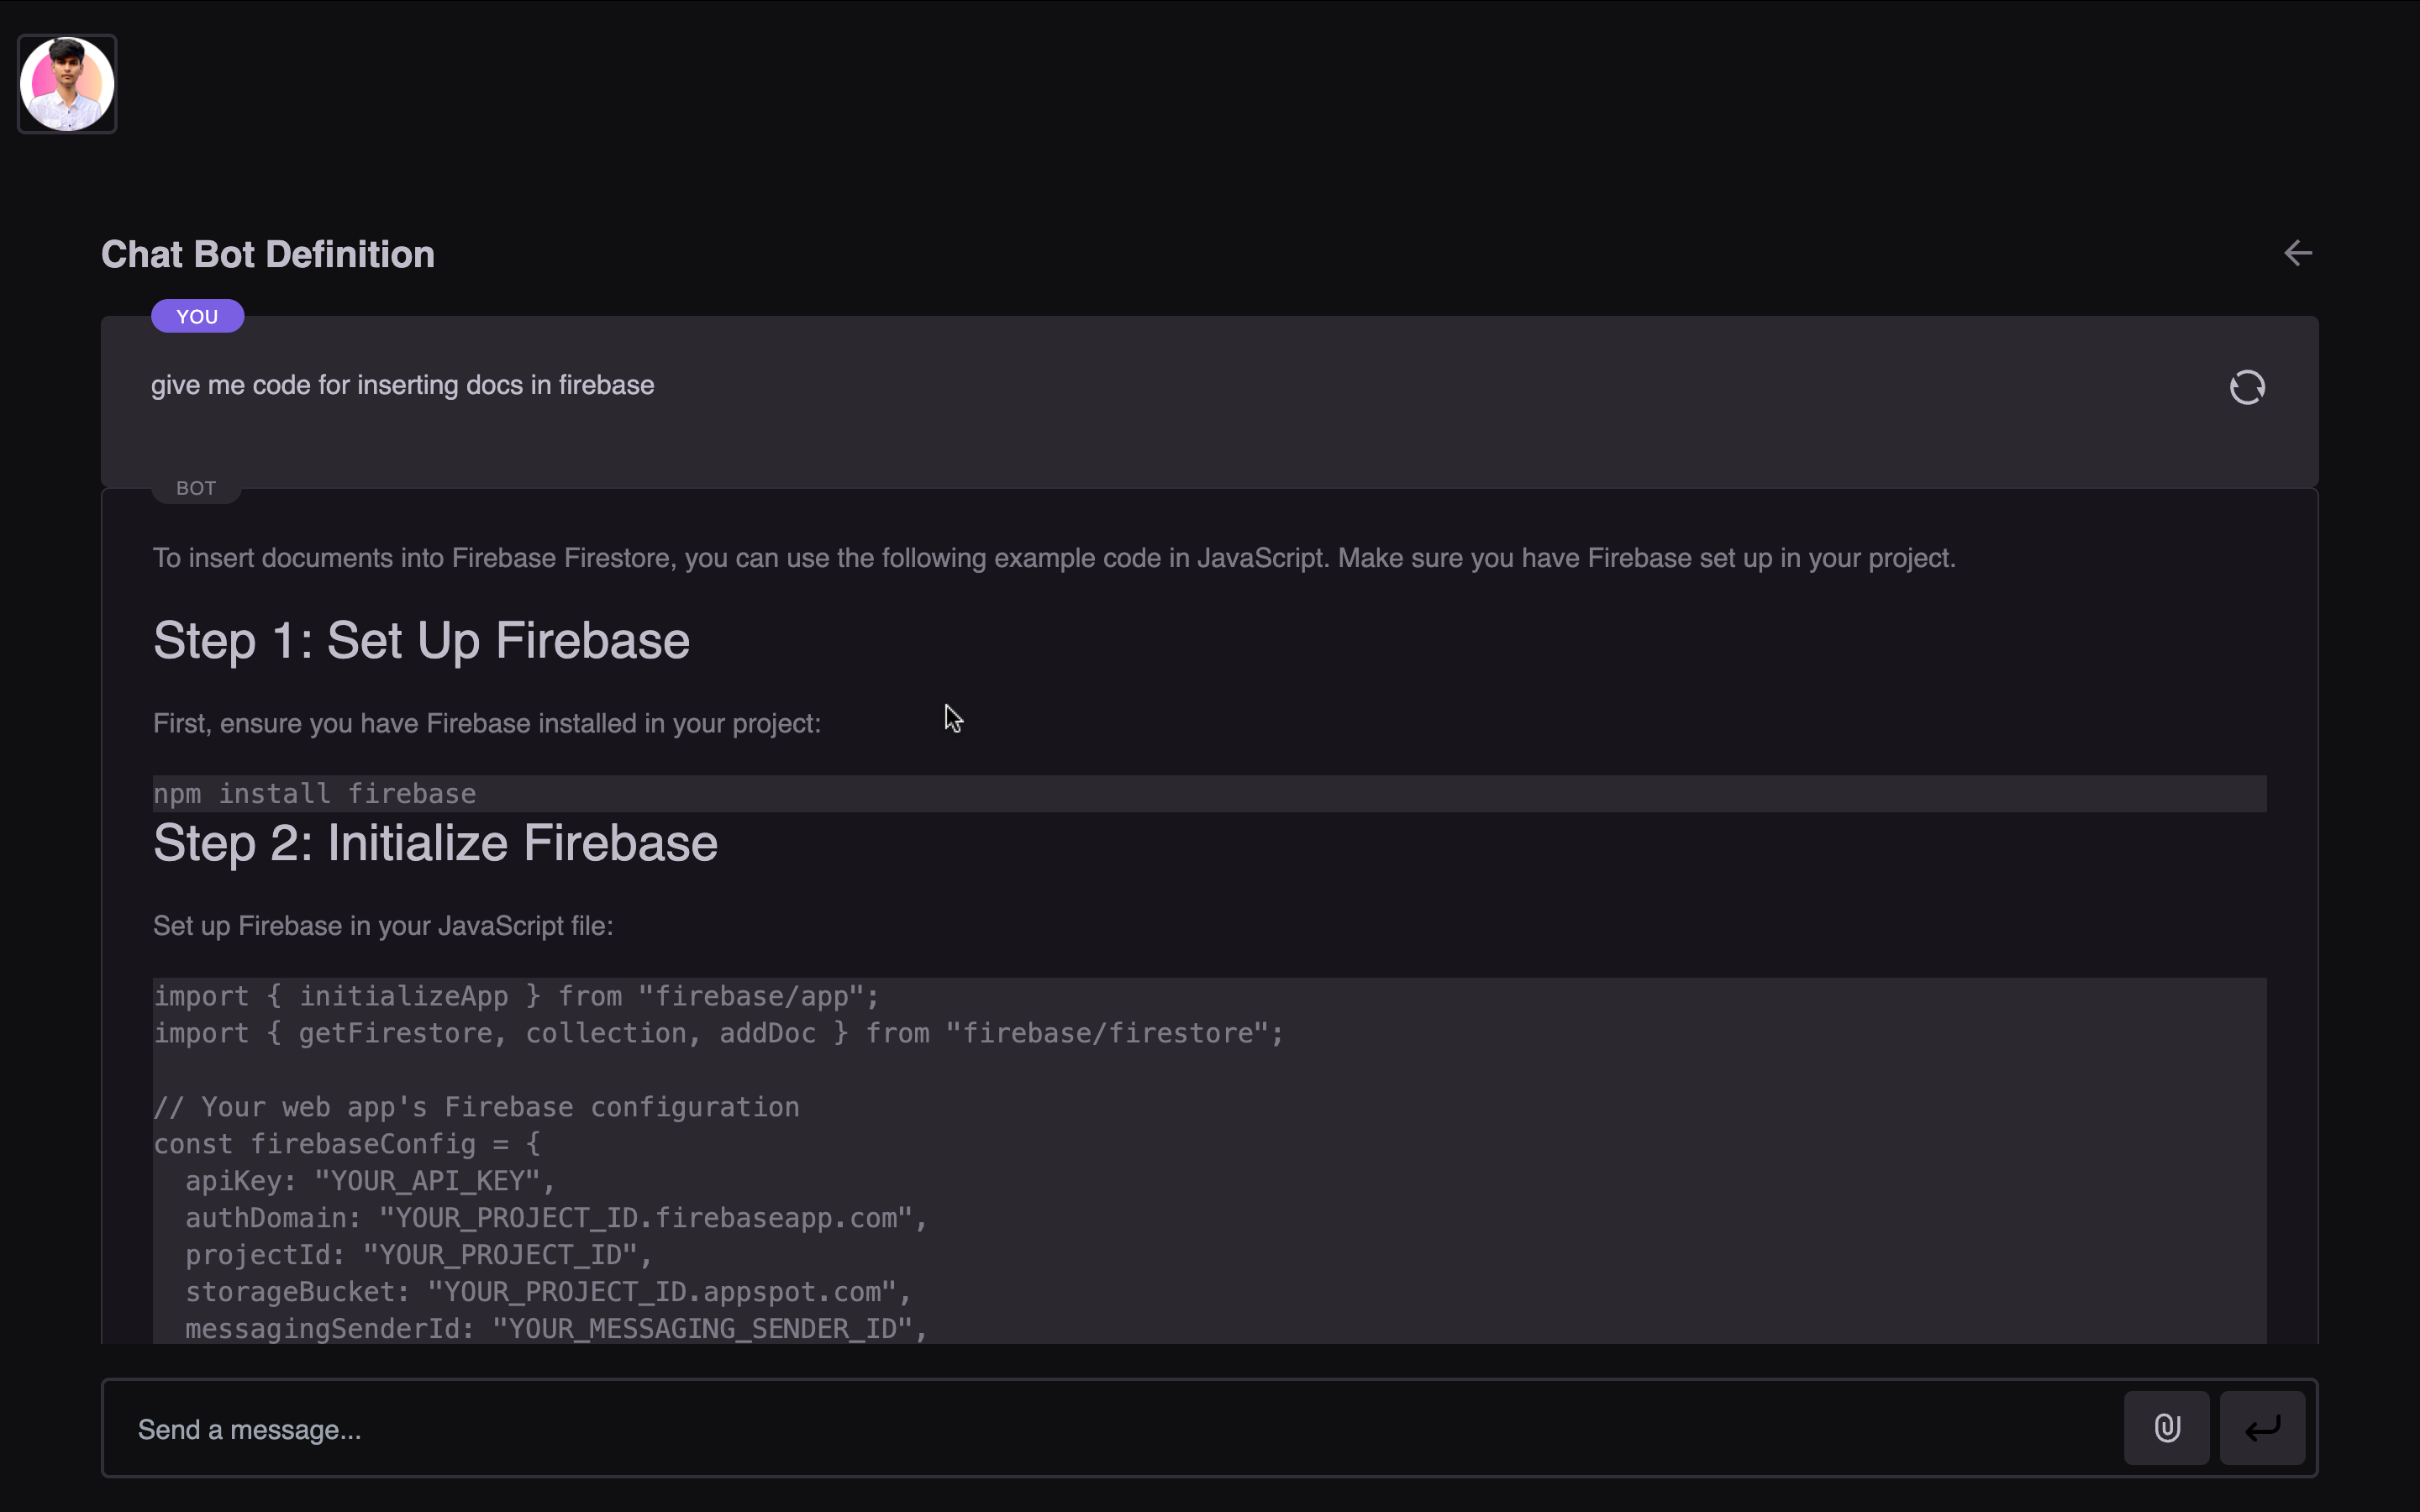 Chat Bot Definition
YOU
give me code for inserting docs in firebase
BOT
To insert documents into Firebase Firestore, you can use the following example code in JavaScript. Make sure you have Firebase set up in your project.
Step 1: Set Up Firebase
First, ensure you have Firebase installed in your project:
npm install firebase
Step 2: Initialize Firebase
Set up Firebase in your JavaScript file:
import { initializeApp } from "firebase/app";
import { getFirestore, collection, addDoc } from "firebase/firestore";
// Your web app's Firebase configuration
const firebaseConfig = {
  apiKey: "YOUR_API_KEY",
  authDomain: "YOUR_PROJECT_ID.firebaseapp.com",
  projectId: "YOUR_PROJECT_ID",
  storageBucket: "YOUR_PROJECT_ID.appspot.com",
  messagingSenderId: "YOUR_MESSAGING_SENDER_ID",
Send a message...